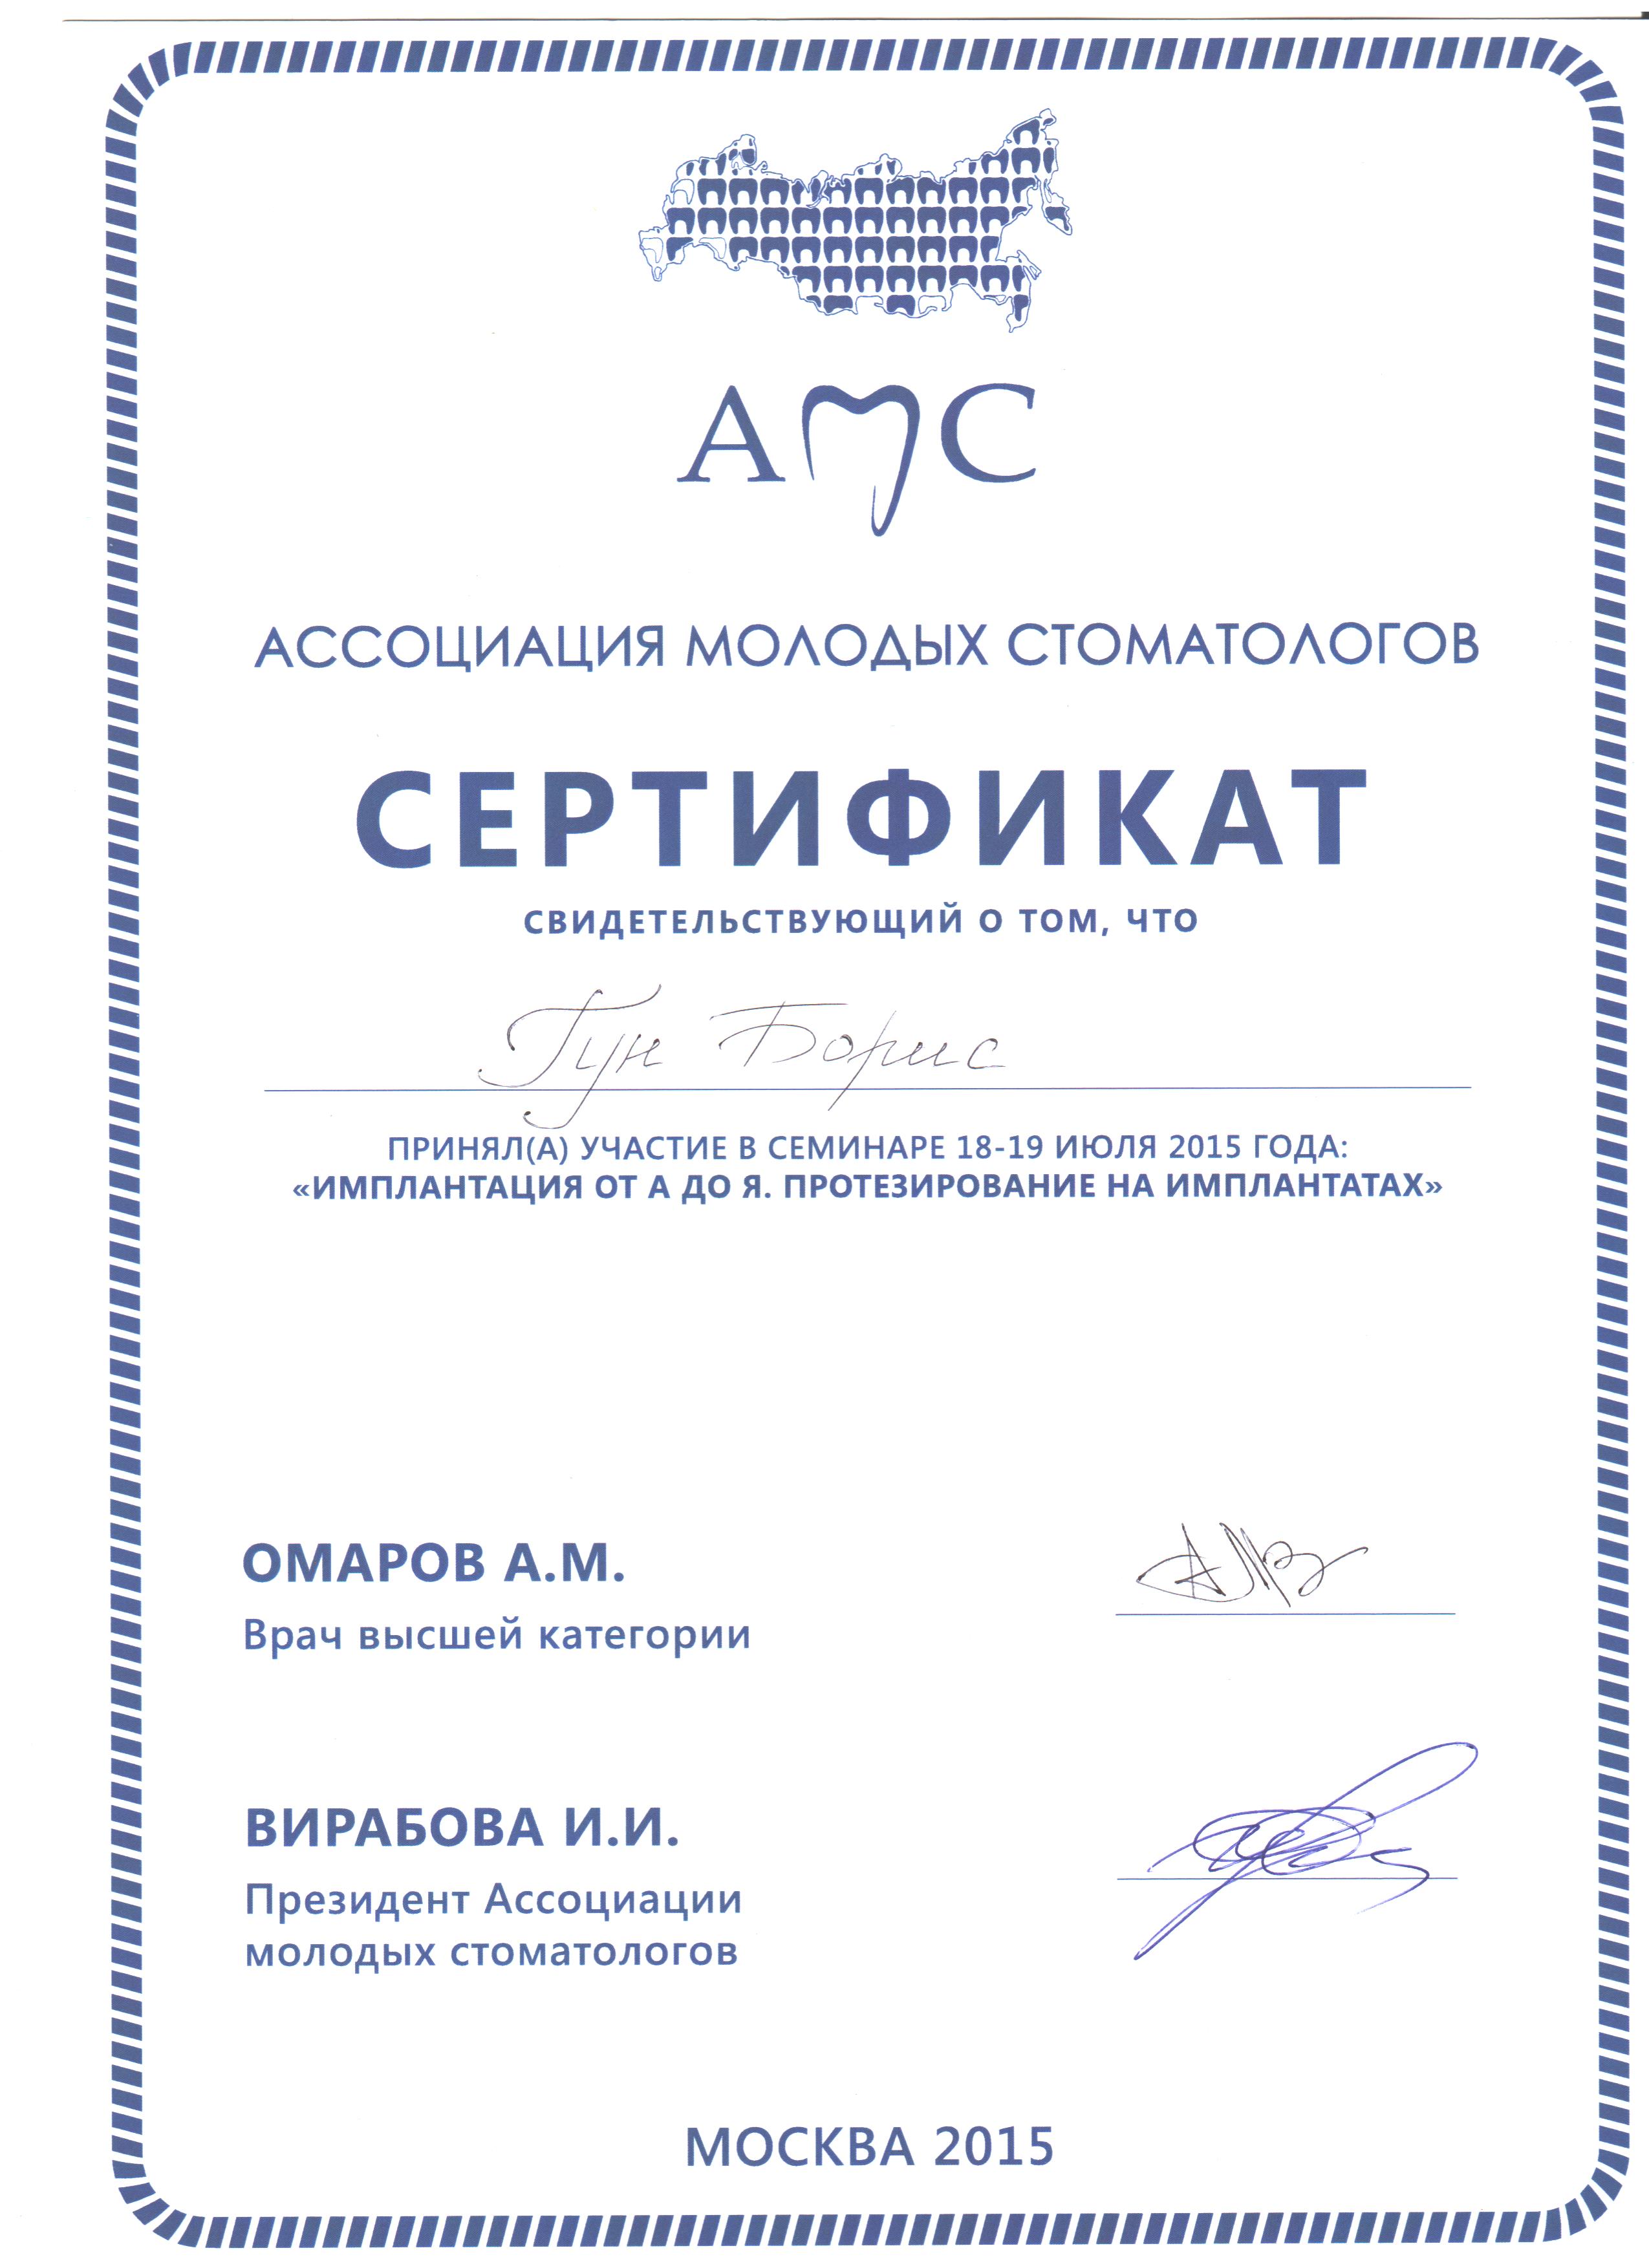 АМС
АССОЦИАЦИЯ МОЛОДЫХ СТОМАТОЛОГОВ
СЕРТИФИКАТ
СВИДЕТЕЛЬСТВУЮЩИЙ О ТОМ, ЧТО
Гун Борис
ПРИНЯЛ(А) УЧАСТИЕ В СЕМИНАРЕ 18-19 ИЮЛЯ 2015 ГОДА:
«ИМПЛАНТАЦИЯ ОТ А ДО Я. ПРОТЕЗИРОВАНИЕ НА ИМПЛАНТАТАХ»
ОМАРОВ А.М.
Врач высшей категории
ВИРАБОВА И.И.
Президент Ассоциации
молодых стоматологов
МОСКВА 2015